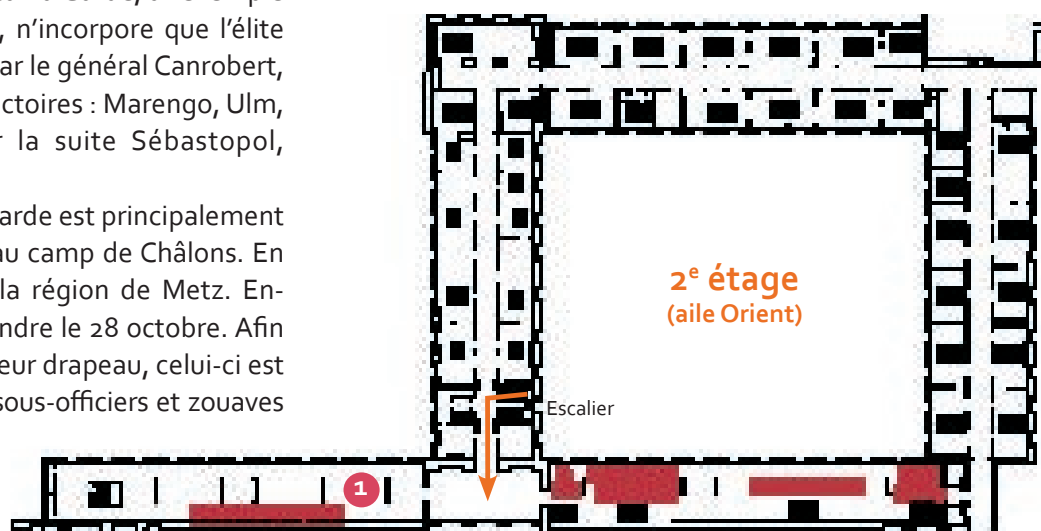 , n’incorpore que l’élite
ar le général Canrobert,
ctoires : Marengo, Ulm,
r la suite Sébastopol,
arde est principalement
au camp de Châlons. En
la région de Metz. En-
ndre le 28 octobre. Afin
eur drapeau, celui-ci est
sous-officiers et zouaves
2e étage
(aile Orient)
Escalier
1